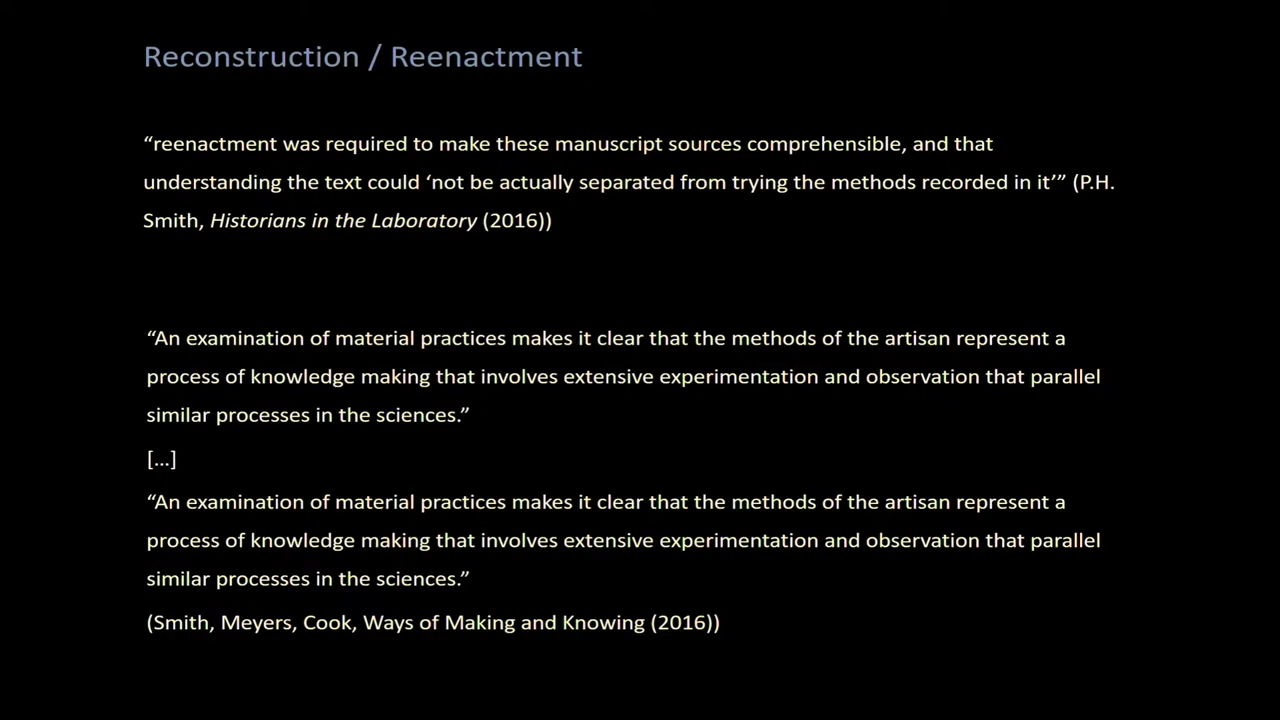 Reconstruction / Reenactment
“reenactment was required to make these manuscript sources comprehensible, and that
understanding the text could ‘not be actually separated from trying the methods recorded in it’” (P.H.
Smith, Historians in the Laboratory (2016))
“An examination of material practices makes it clear that the methods of the artisan represent a
process of knowledge making that involves extensive experimentation and observation that parallel
similar processes in the sciences.”
[…]
“An examination of material practices makes it clear that the methods of the artisan represent a
process of knowledge making that involves extensive experimentation and observation that parallel
similar processes in the sciences.”
(Smith, Meyers, Cook, Ways of Making and Knowing (2016))